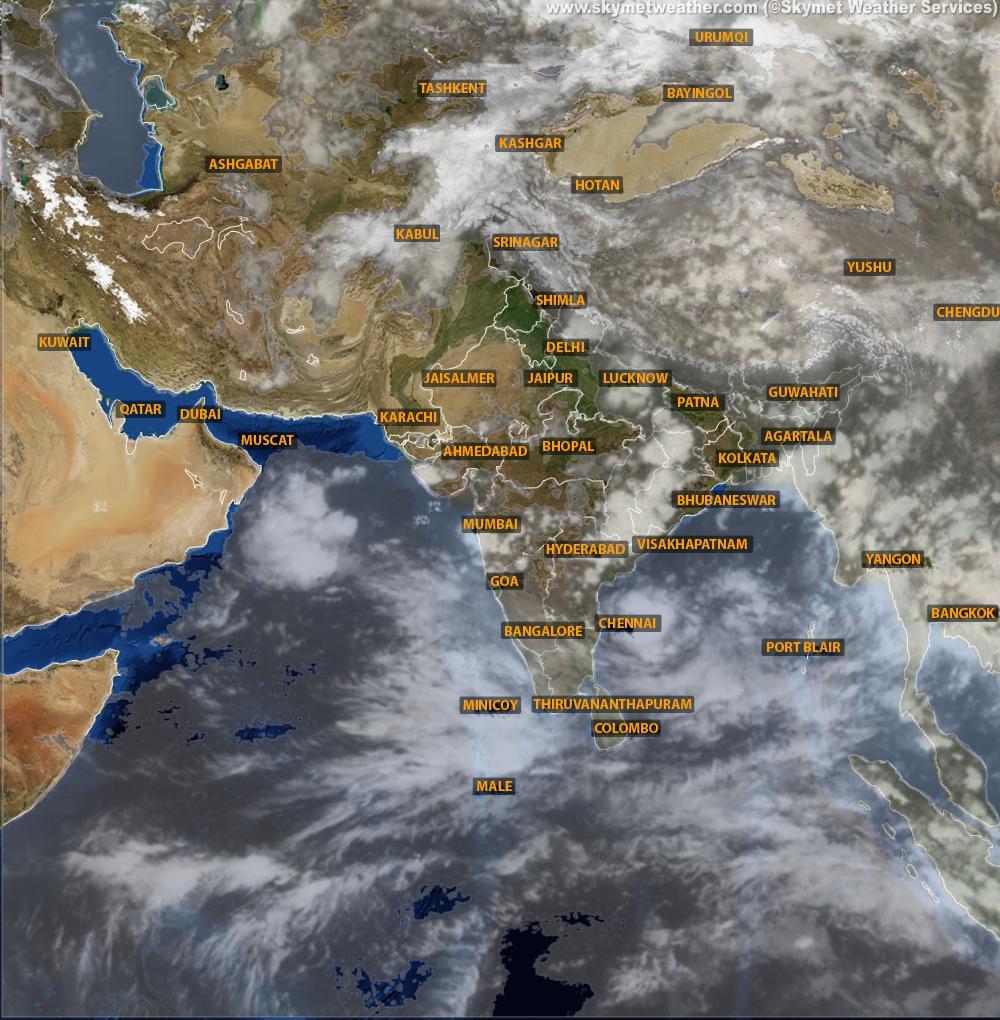 www.skymetweather.com (©Skymet Weather Services)
URUMQI
TASHKENT
BAYINGOL
KASHGAR
ASHGABAT
HOTAN
KABUL
SRINAGAR
YUSHU
SHIMLA
CHENGDU
KUWAIT
DELHI
JAISALMER
JAIPUR
LUCKNOW
GUWAHATI
PATNA
QATAR
DUBAI
KARACHI
MUSCAT
AGARTALA
AHMEDABAD
BHOPAL
KOLKATA
BHUBANESWAR
MUMBAI
HYDERABAD
VISAKHAPATNAM
YANGON
GOA
BANGKOK
BANGALORE
CHENNAI
PORT BLAIR
MINICOY
THIRUVANANTHAPURAM
COLOMBO
MALE